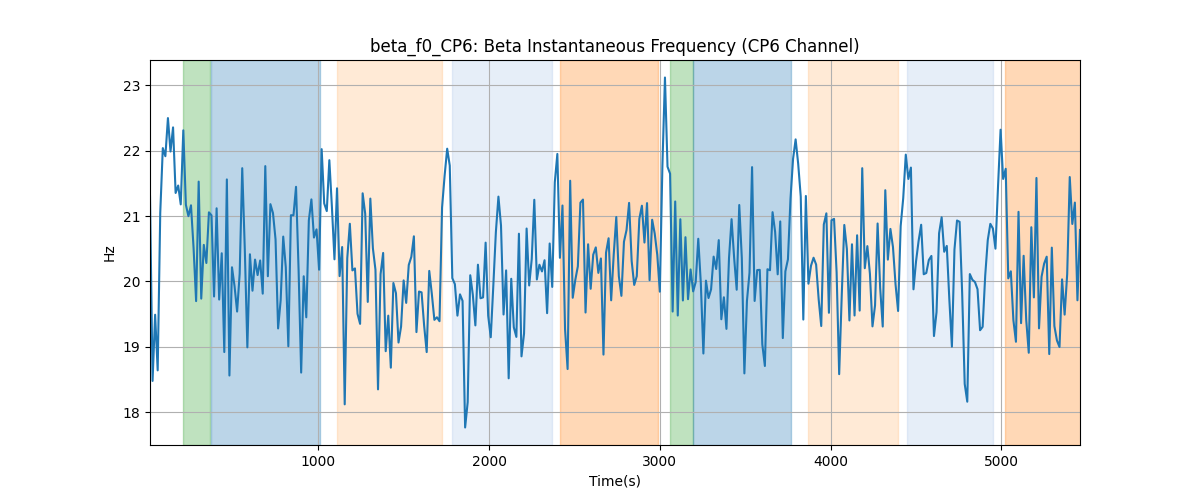 beta_f0_CP6: Beta Instantaneous Frequency (CP6 Channel)
23
22
21
20
19
18
Hz
1000 2000 3000 4000 5000
Time(s)